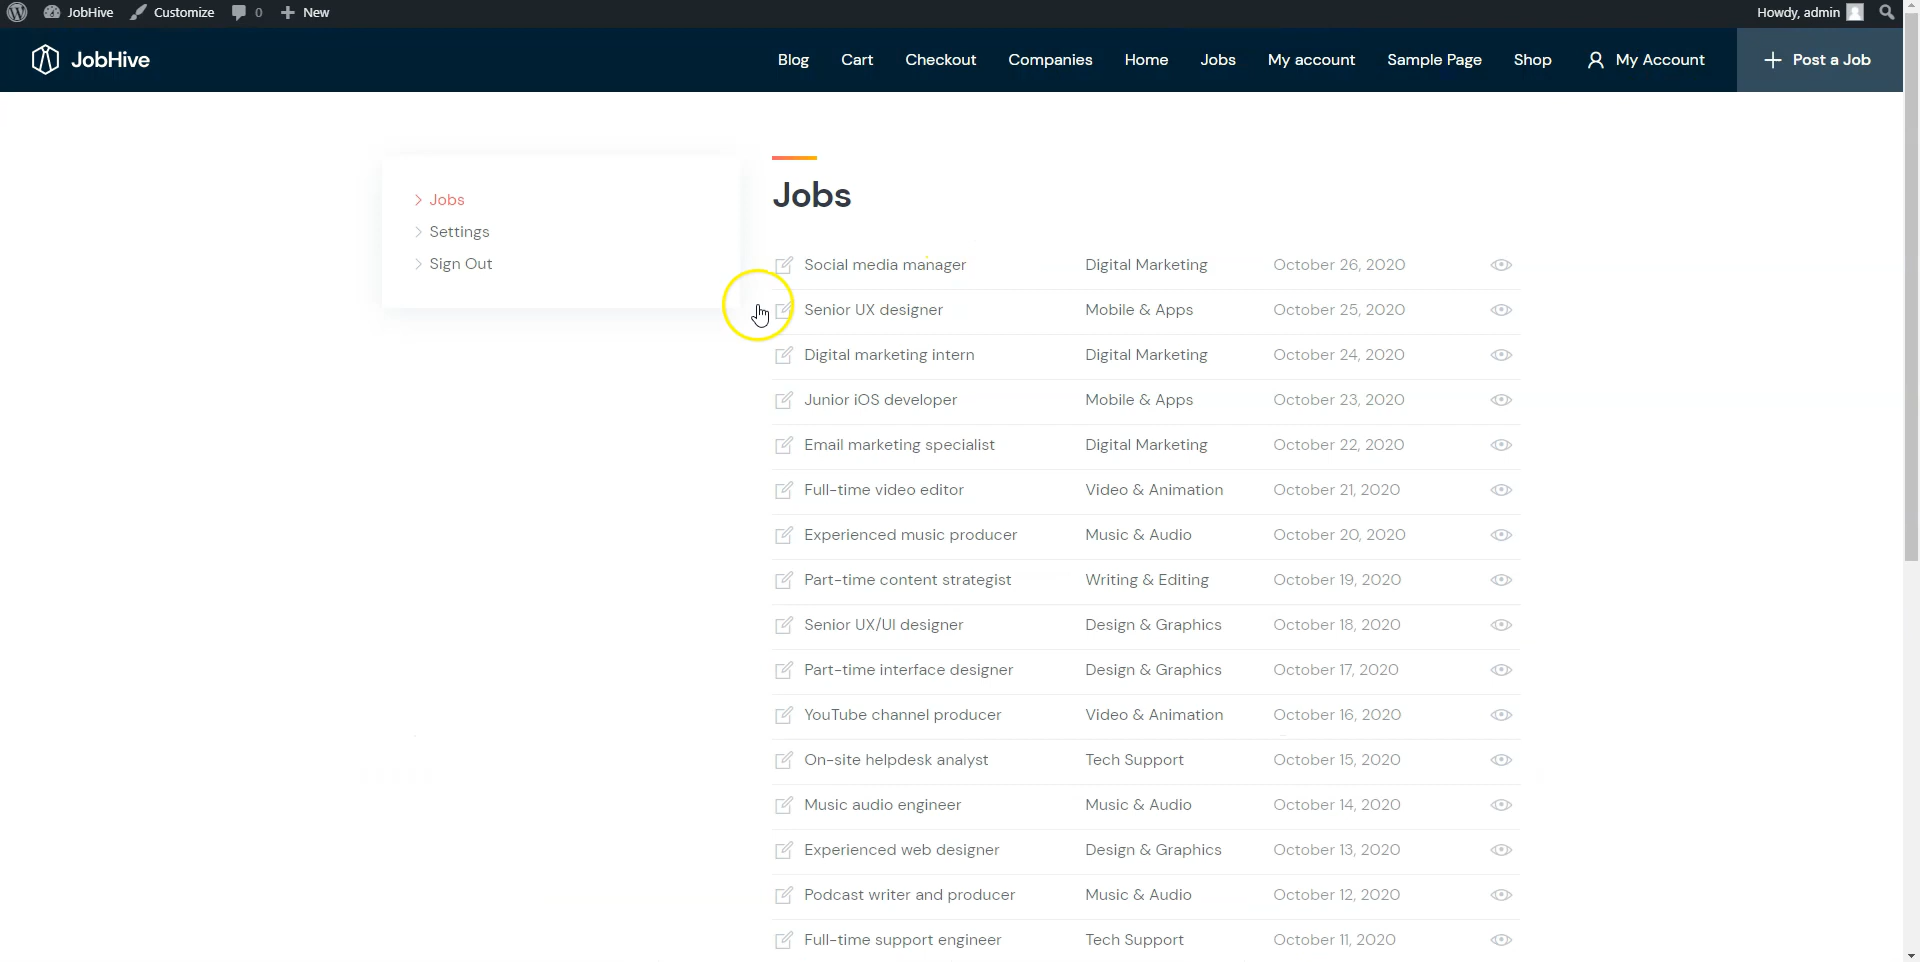 JobHive Customize 0 New Howdy, admin
JobHive Blog Cart Checkout Companies Home Jobs My account Sample Page Shop My Account Post a Job
Jobs
Settings
Sign Out
Jobs
Social media manager Digital Marketing October 26, 2020
Senior UX designer Mobile & Apps October 25, 2020
Digital marketing intern Digital Marketing October 24, 2020
Junior iOS developer Mobile & Apps October 23, 2020
Email marketing specialist Digital Marketing October 22, 2020
Full-time video editor Video & Animation October 21, 2020
Experienced music producer Music & Audio October 20, 2020
Part-time content strategist Writing & Editing October 19, 2020
Senior UX/UI designer Design & Graphics October 18, 2020
Part-time interface designer Design & Graphics October 17, 2020
YouTube channel producer Video & Animation October 16, 2020
On-site helpdesk analyst Tech Support October 15, 2020
Music audio engineer Music & Audio October 14, 2020
Experienced web designer Design & Graphics October 13, 2020
Podcast writer and producer Music & Audio October 12, 2020
Full-time support engineer Tech Support October 11, 2020